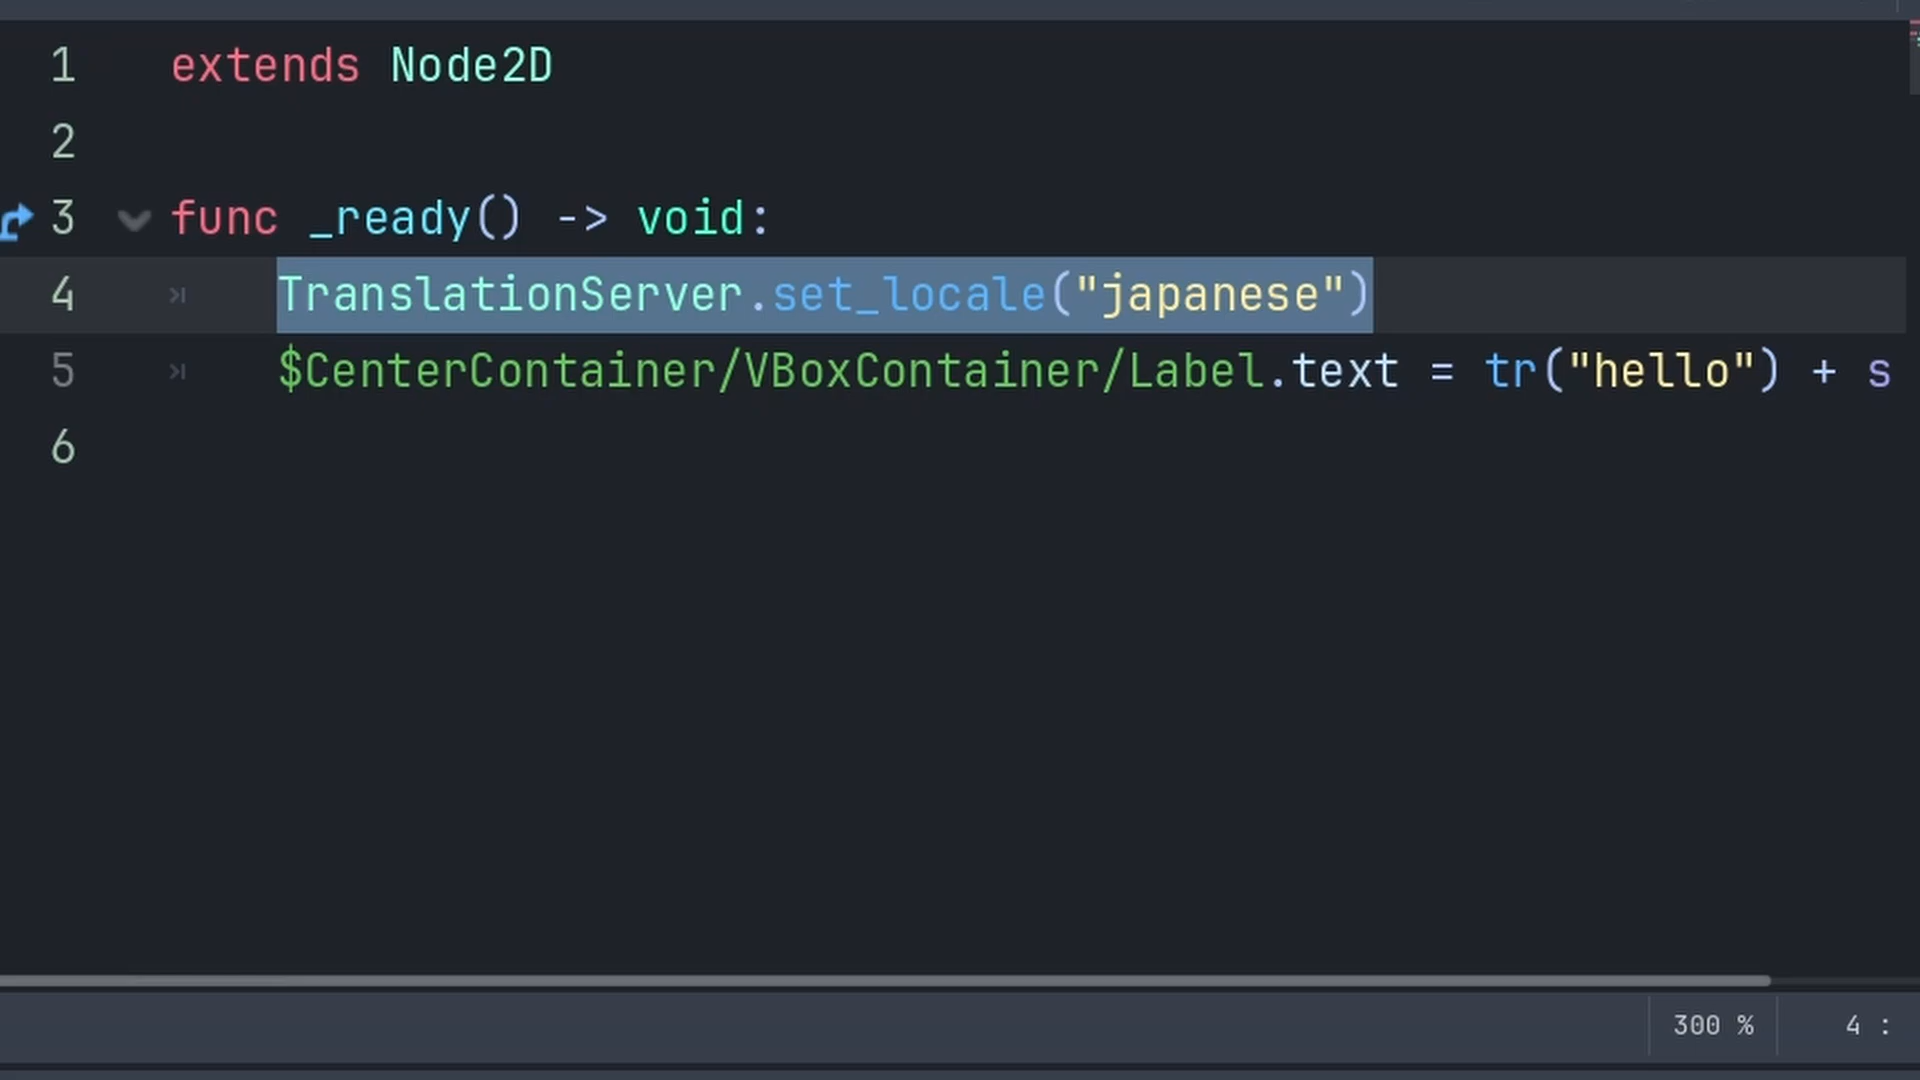 1 extends Node2D
2
3 func _ready() -> void:
4 TranslationServer.set_locale("japanese")
5 $CenterContainer/VBoxContainer/Label.text = tr("hello") + s
6
300 % 4 :